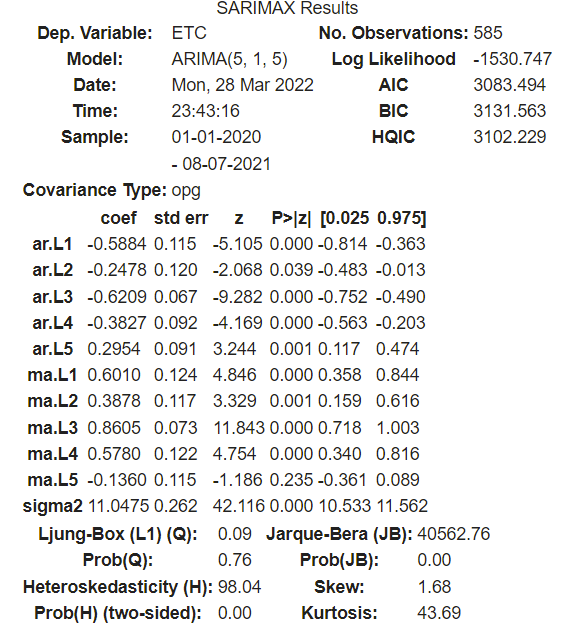 SARIMAX Results
Dep. Variable: ETC No. Observations: 585
Model: ARIMA(5, 1, 5) Log Likelihood -1530.747
Date: Mon, 28 Mar 2022 AIC 3083.494
Time: 23:43:16 BIC 3131.563
Sample: 01-01-2020 HQIC 3102.229
- 08-07-2021
Covariance Type: opg
coef std err z P>|z| [0.025 0.975]
ar.L1 -0.5884 0.115 -5.105 0.000 -0.814 -0.363
ar.L2 -0.2478 0.120 -2.068 0.039 -0.483 -0.013
ar.L3 -0.6209 0.067 -9.282 0.000 -0.752 -0.490
ar.L4 -0.3827 0.092 -4.169 0.000 -0.563 -0.203
ar.L5 0.2954 0.091 3.244 0.001 0.117 0.474
ma.L1 0.6010 0.124 4.846 0.000 0.358 0.844
ma.L2 0.3878 0.117 3.329 0.001 0.159 0.616
ma.L3 0.8605 0.073 11.843 0.000 0.718 1.003
ma.L4 0.5780 0.122 4.754 0.000 0.340 0.816
ma.L5 -0.1360 0.115 -1.186 0.235 -0.361 0.089
sigma2 11.0475 0.262 42.116 0.000 10.533 11.562
Ljung-Box (L1) (Q): 0.09 Jarque-Bera (JB): 40562.76
Prob(Q): 0.76 Prob(JB): 0.00
Heteroskedasticity (H): 98.04 Skew: 1.68
Prob(H) (two-sided): 0.00 Kurtosis: 43.69